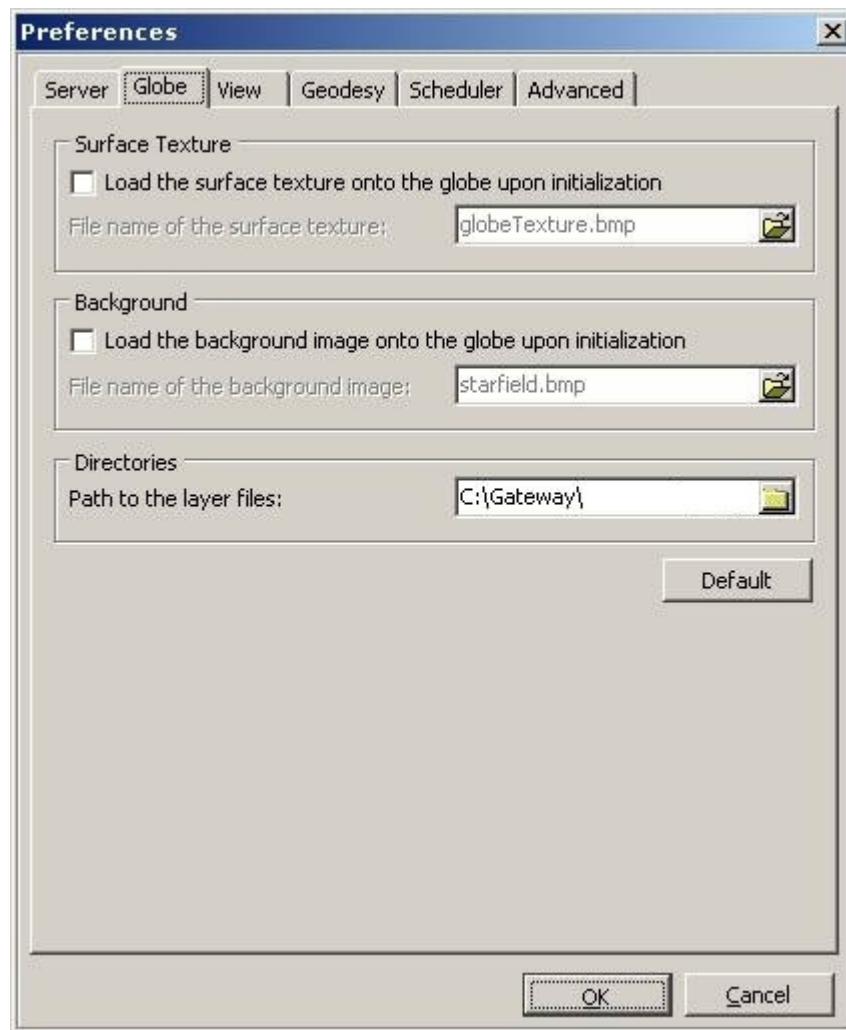 Preferences
Server Globe View Geodesy Scheduler Advanced
Surface Texture
Load the surface texture onto the globe upon initialization
File name of the surface texture: globeTexture.bmp
Background
Load the background image onto the globe upon initialization
File name of the background image: starfield.bmp
Directories
Path to the layer files: C:\Gateway\
Default
OK Cancel